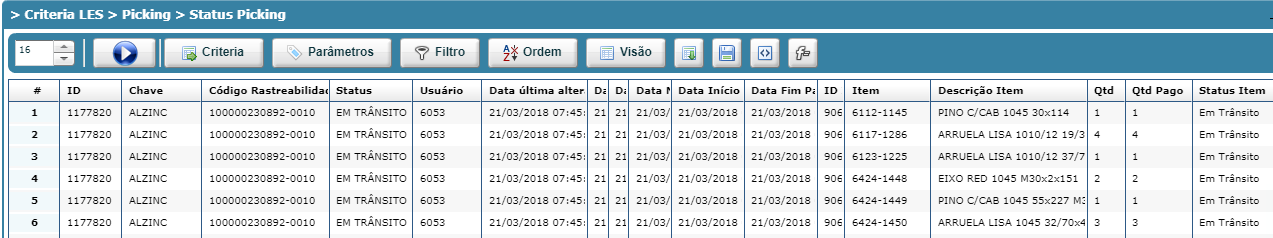 > Criteria LES > Picking > Status Picking
16 Criteria Parâmetros Filtro Ordem Visão
# ID Chave Código Rastreabilidad Status Usuário Data última alter. Da Da Data N Data Início Data Fim Pa ID Item Descrição Item Qtd Qtd Pago Status Item
1 1177820 ALZINC 100000230892-0010 EM TRÂNSITO 6053 21/03/2018 07:45: 21 21 21/03/ 21/03/2018 21/03/2018 906 6112-1145 PINO C/CAB 1045 30x114 1 1 Em Trânsito
2 1177820 ALZINC 100000230892-0010 EM TRÂNSITO 6053 21/03/2018 07:45: 21 21 21/03/ 21/03/2018 21/03/2018 906 6117-1286 ARRUELA LISA 1010/12 19/3 4 4 Em Trânsito
3 1177820 ALZINC 100000230892-0010 EM TRÂNSITO 6053 21/03/2018 07:45: 21 21 21/03/ 21/03/2018 21/03/2018 906 6123-1225 ARRUELA LISA 1010/12 37/7 1 1 Em Trânsito
4 1177820 ALZINC 100000230892-0010 EM TRÂNSITO 6053 21/03/2018 07:45: 21 21 21/03/ 21/03/2018 21/03/2018 906 6424-1448 EIXO RED 1045 M30x2x151 2 2 Em Trânsito
5 1177820 ALZINC 100000230892-0010 EM TRÂNSITO 6053 21/03/2018 07:45: 21 21 21/03/ 21/03/2018 21/03/2018 906 6424-1449 PINO C/CAB 1045 55x227 M3 1 1 Em Trânsito
6 1177820 ALZINC 100000230892-0010 EM TRÂNSITO 6053 21/03/2018 07:45: 21 21 21/03/ 21/03/2018 21/03/2018 906 6424-1450 ARRUELA LISA 1045 32/70x4 3 3 Em Trânsito